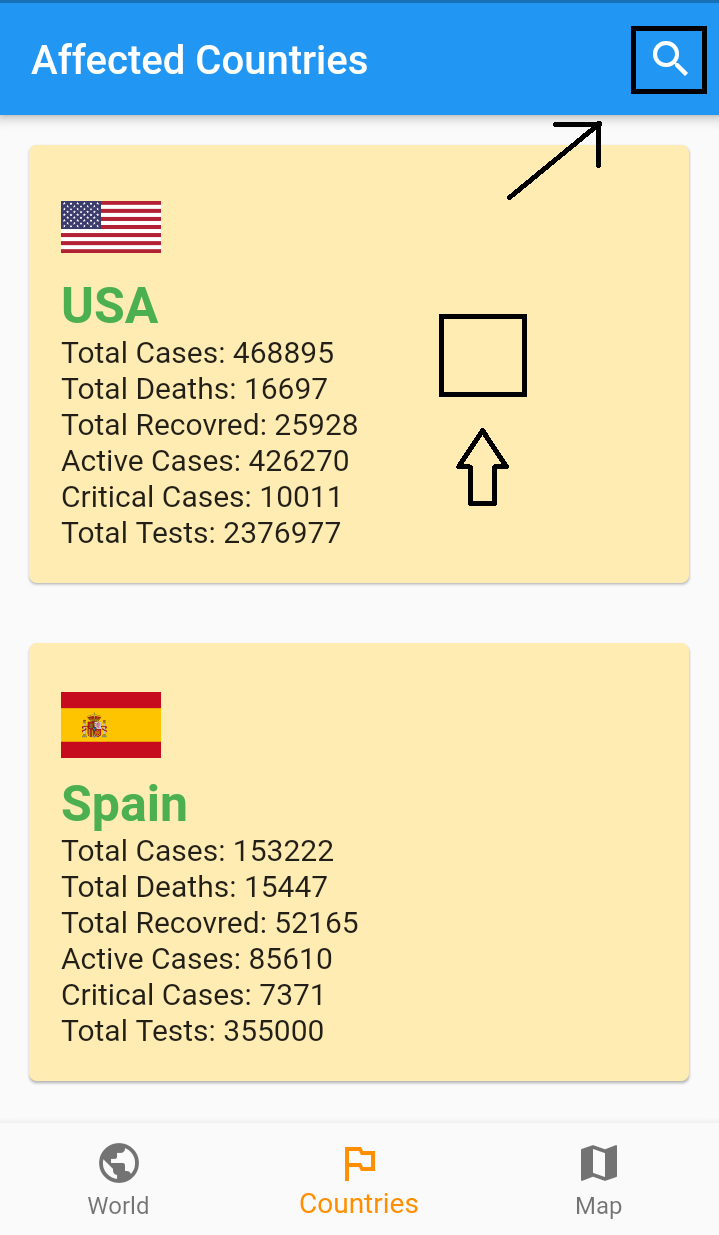 Affected Countries
USA
Total Cases: 468895
Total Deaths: 16697
Total Recovred: 25928
Active Cases: 426270
Critical Cases: 10011
Total Tests: 2376977
Spain
Total Cases: 153222
Total Deaths: 15447
Total Recovred: 52165
Active Cases: 85610
Critical Cases: 7371
Total Tests: 355000
World
Countries
Map